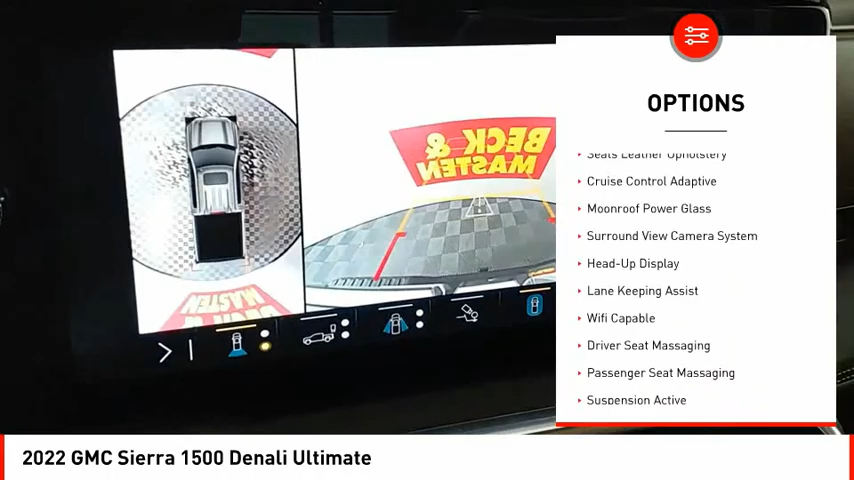 BECK &
MASTEN
MASTEN
OPTIONS
Seats Leather Upholstery
Cruise Control Adaptive
Moonroof Power Glass
Surround View Camera System
Head-Up Display
Lane Keeping Assist
Wifi Capable
Driver Seat Massaging
Passenger Seat Massaging
Suspension Active
2022 GMC Sierra 1500 Denali Ultimate